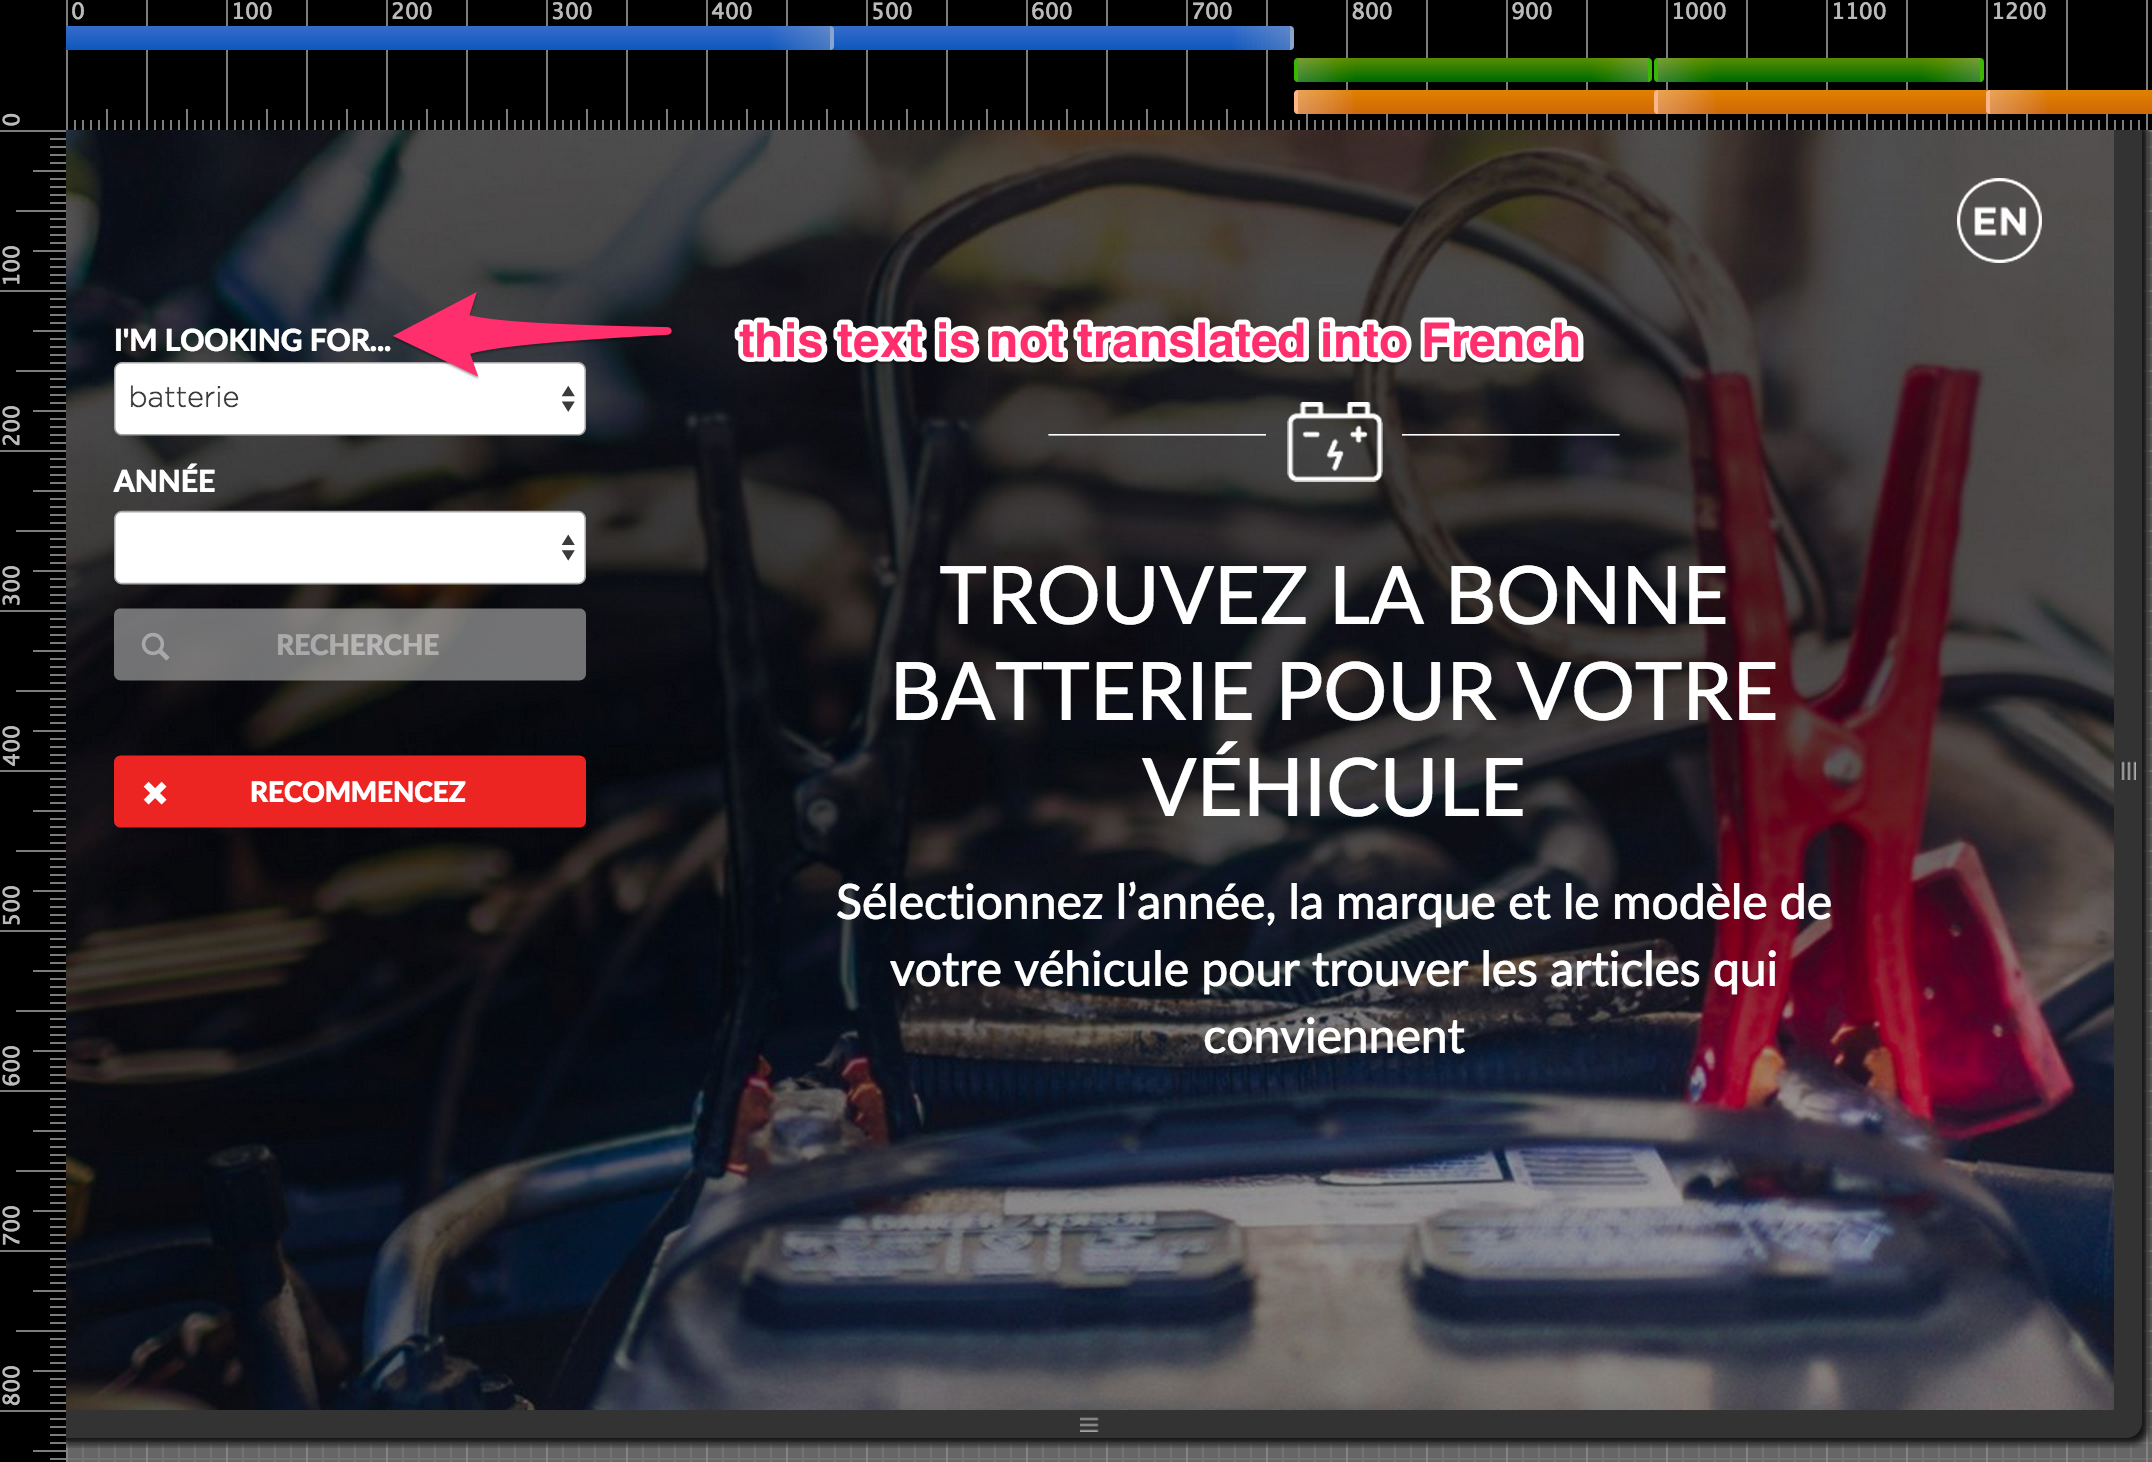 0 100 200 300 400 500 600 700 800 900 1000 1100 1200
0
100
200
300
400
500
600
700
800
EN
I'M LOOKING FOR...
this text is not translated into French
batterie
ANNÉE
RECHERCHE
RECOMMENCEZ
TROUVEZ LA BONNE
BATTERIE POUR VOTRE
VÉHICULE
Sélectionnez l’année, la marque et le modèle de
votre véhicule pour trouver les articles qui
conviennent